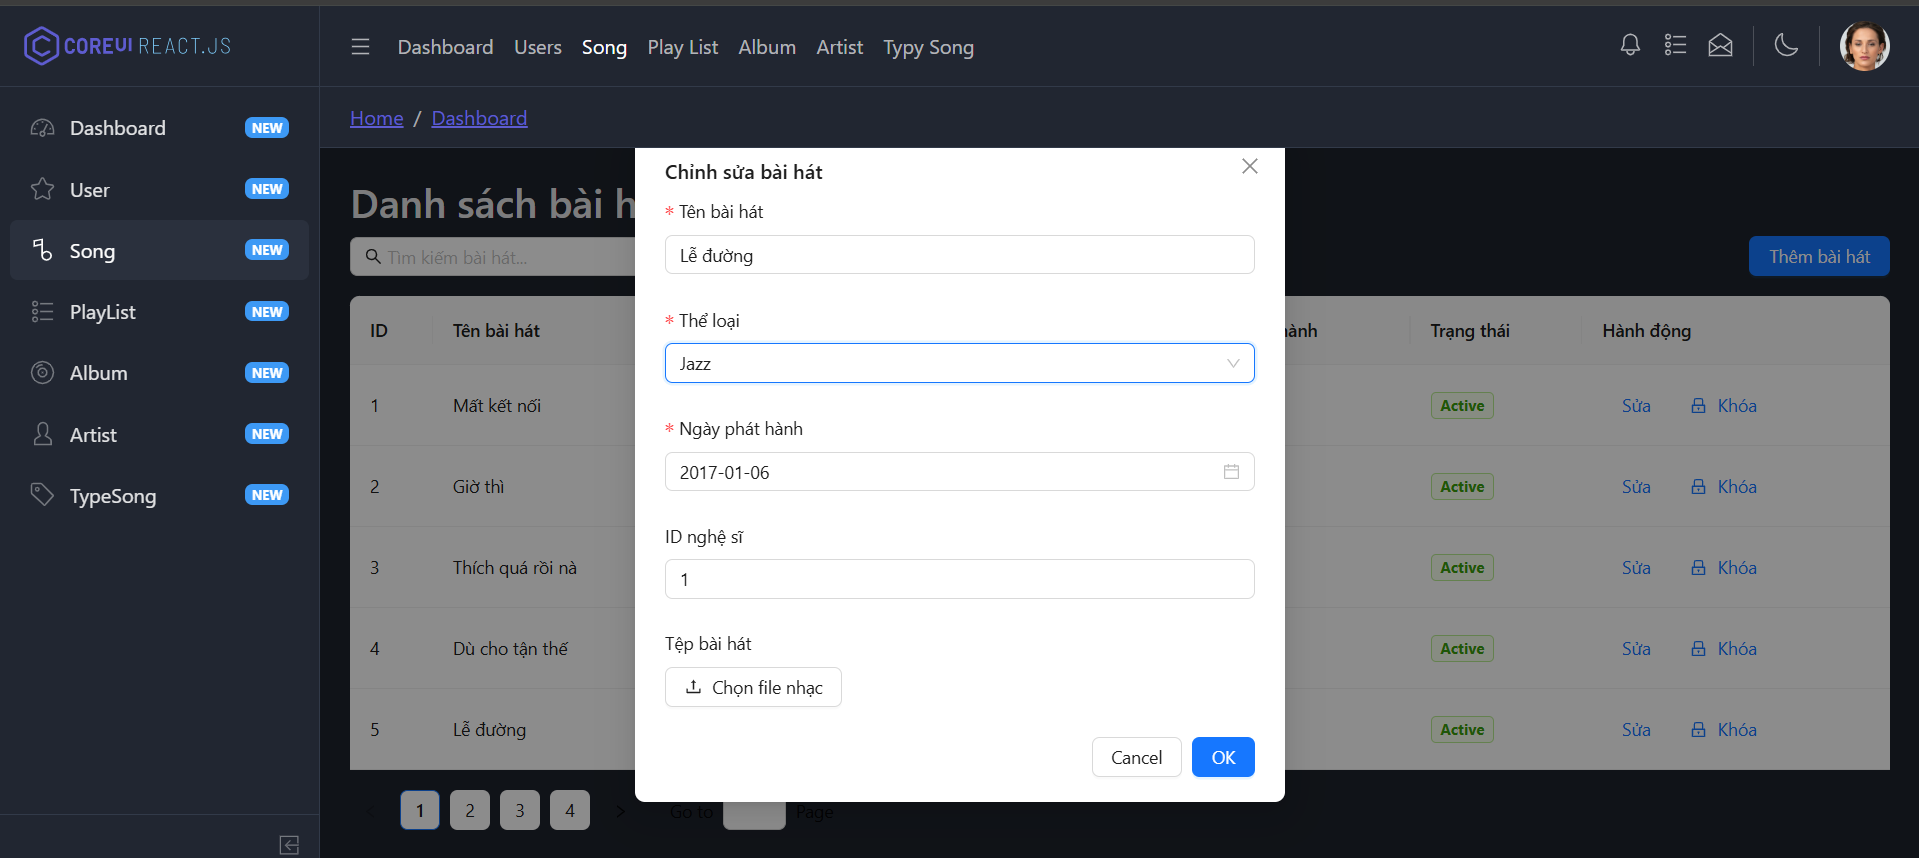 COREUI REACT.JS
Dashboard Users Song Play List Album Artist Typy Song
Home / Dashboard
Dashboard NEW
User NEW
Song NEW
PlayList NEW
Album NEW
Artist NEW
TypeSong NEW
Danh sách bài h
Tìm kiếm bài hát...
Thêm bài hát
ID Tên bài hát ành Trạng thái Hành động
1 Mất kết nối Active Sửa Khóa
2 Giờ thì Active Sửa Khóa
3 Thích quá rồi nà Active Sửa Khóa
4 Dù cho tận thế Active Sửa Khóa
5 Lễ đường Active Sửa Khóa
1 2 3 4 Go to Page
Chỉnh sửa bài hát
* Tên bài hát
Lễ đường
* Thể loại
Jazz
* Ngày phát hành
2017-01-06
ID nghệ sĩ
1
Tệp bài hát
Chọn file nhạc
Cancel OK